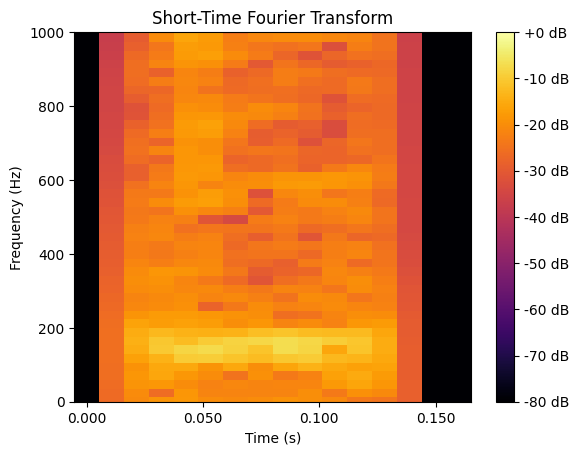 Short-Time Fourier Transform
1000
800
600
400
200
0
Frequency (Hz)
0.000
0.050
0.100
0.150
Time (s)
+0 dB
-10 dB
-20 dB
-30 dB
-40 dB
-50 dB
-60 dB
-70 dB
-80 dB